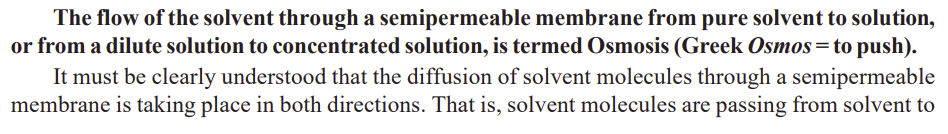 The flow of the solvent through a semipermeable membrane from pure solvent to solution,
or from a dilute solution to concentrated solution, is termed Osmosis (Greek Osmos = to push).
It must be clearly understood that the diffusion of solvent molecules through a semipermeable
membrane is taking place in both directions. That is, solvent molecules are passing from solvent to